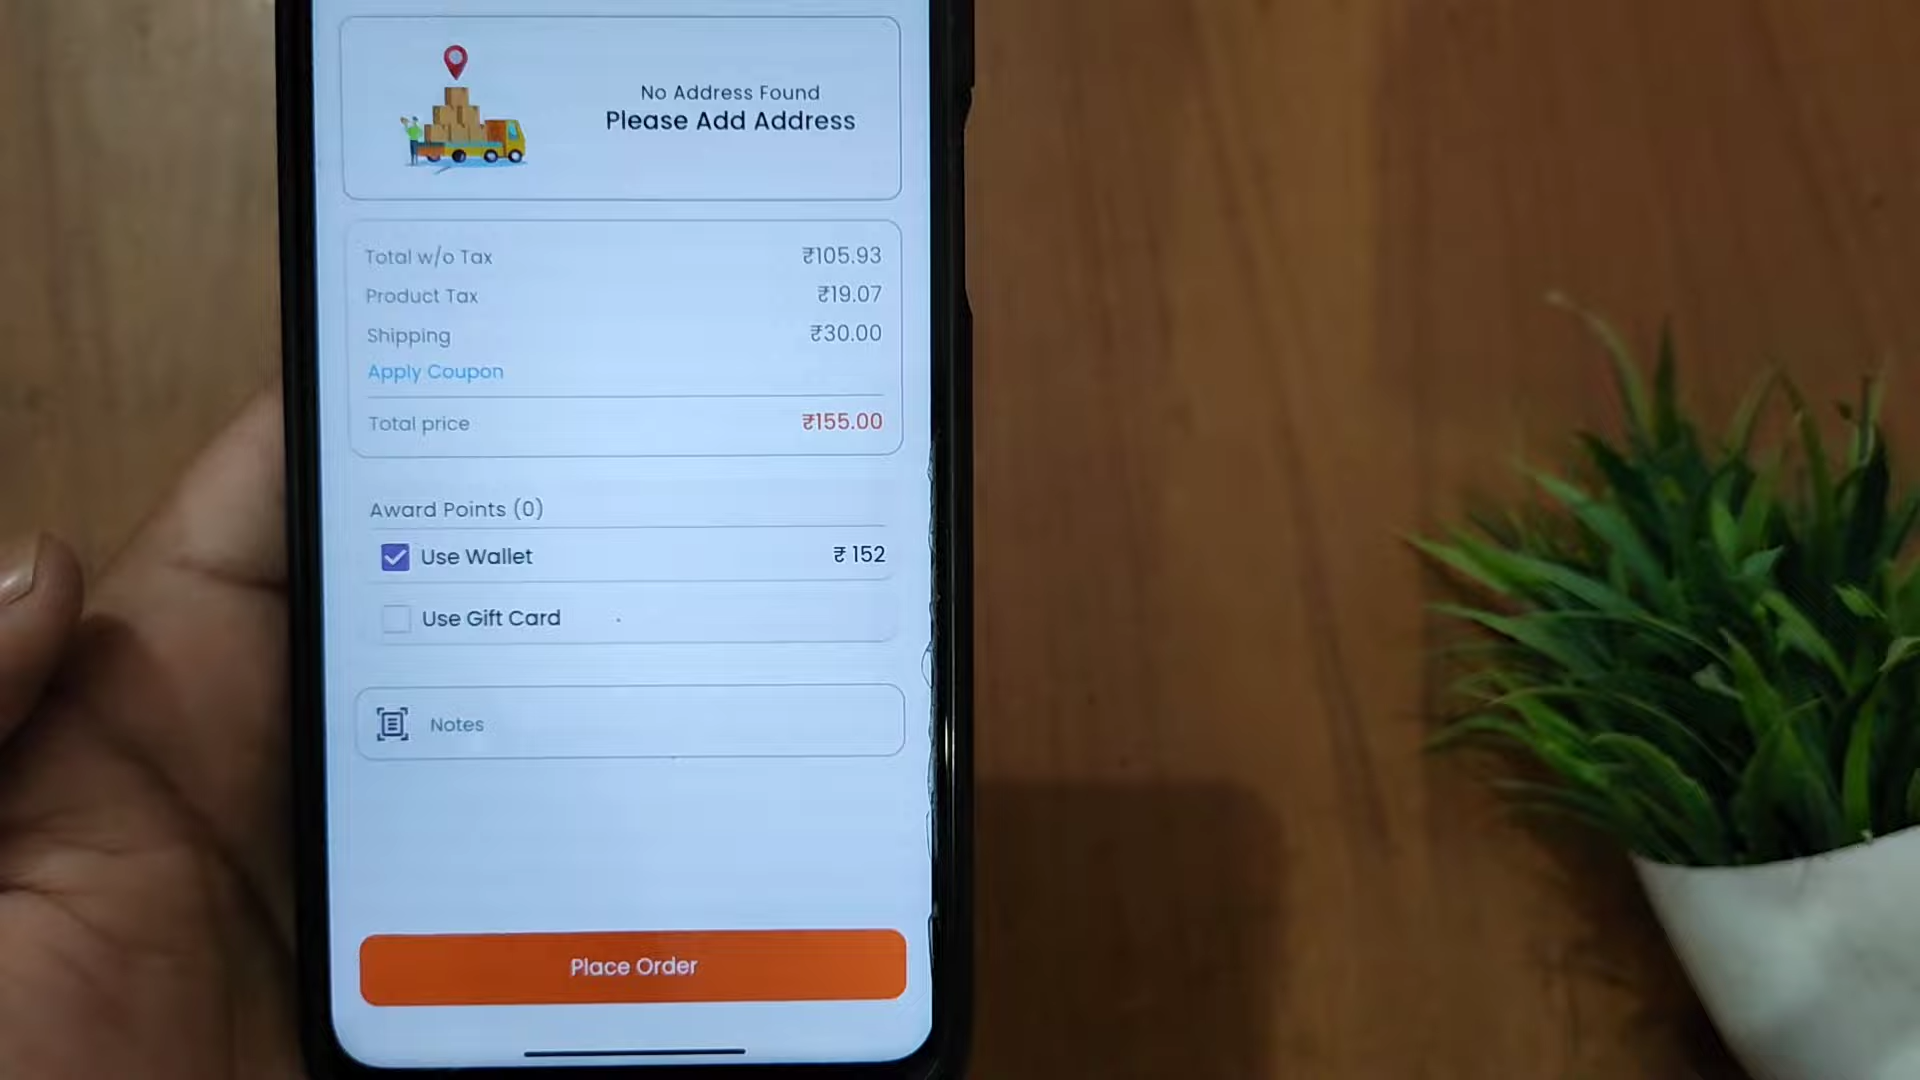 No Address Found
Please Add Address
Total w/o Tax ₹105.93
Product Tax ₹19.07
Shipping ₹30.00
Apply Coupon
Total price ₹155.00
Award Points (0)
Use Wallet ₹ 152
Use Gift Card
Notes
Place Order